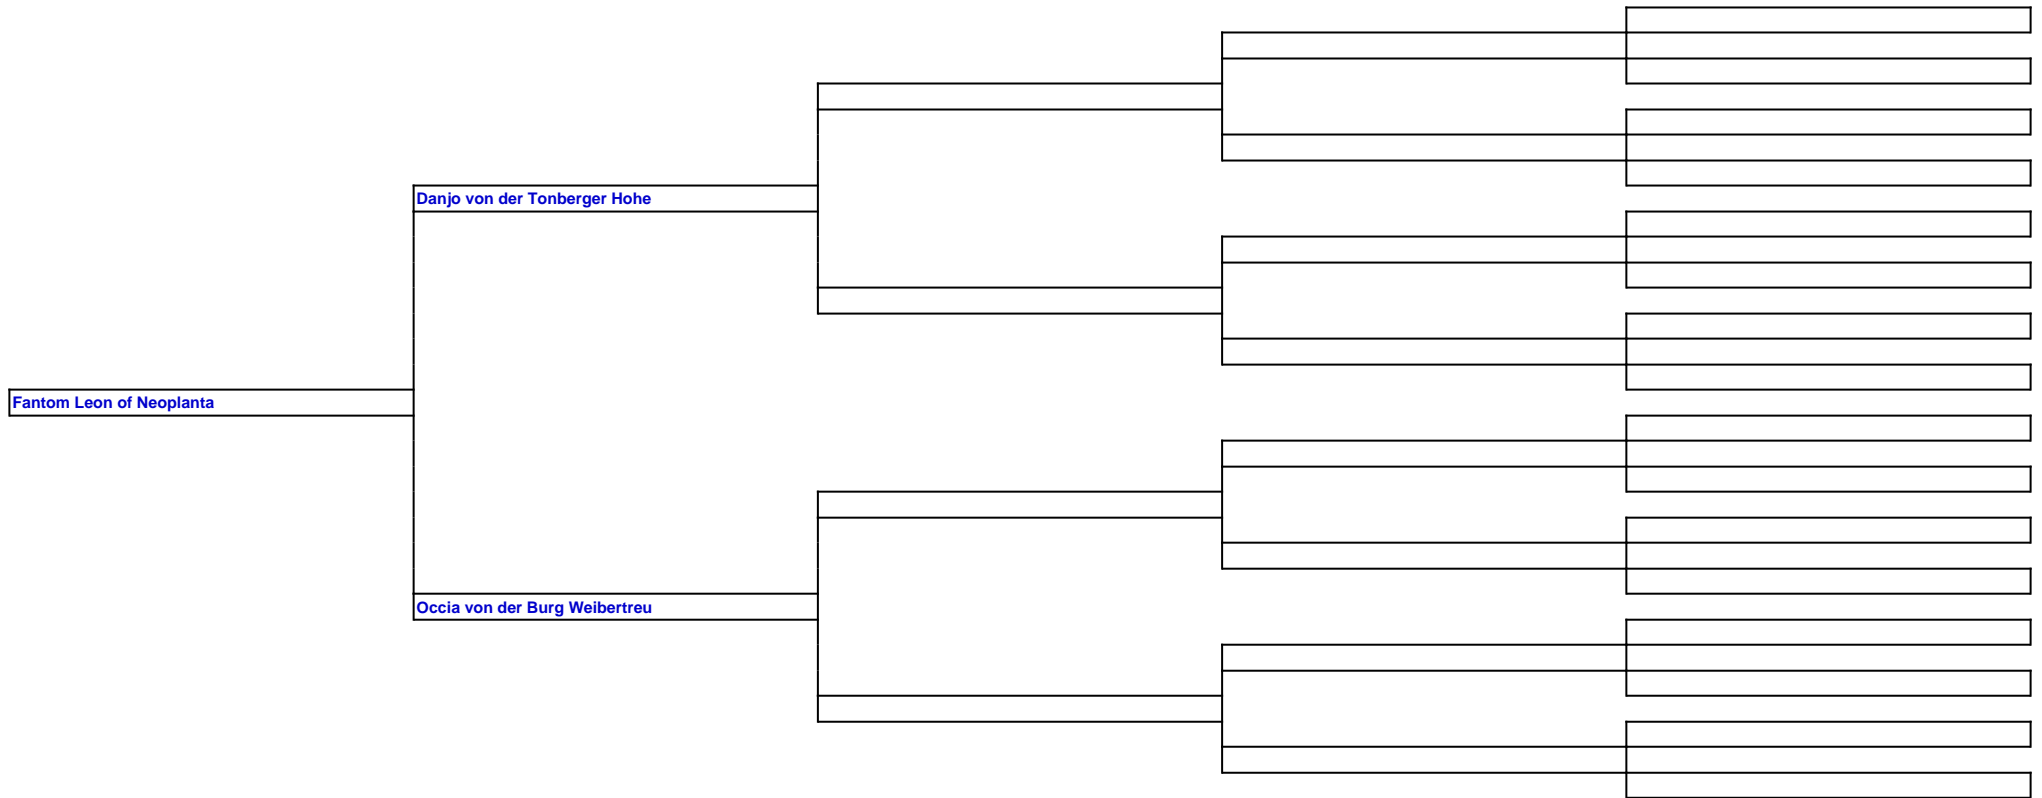 Danjo von der Tonberger Hohe
Fantom Leon of Neoplanta
Occia von der Burg Weibertreu